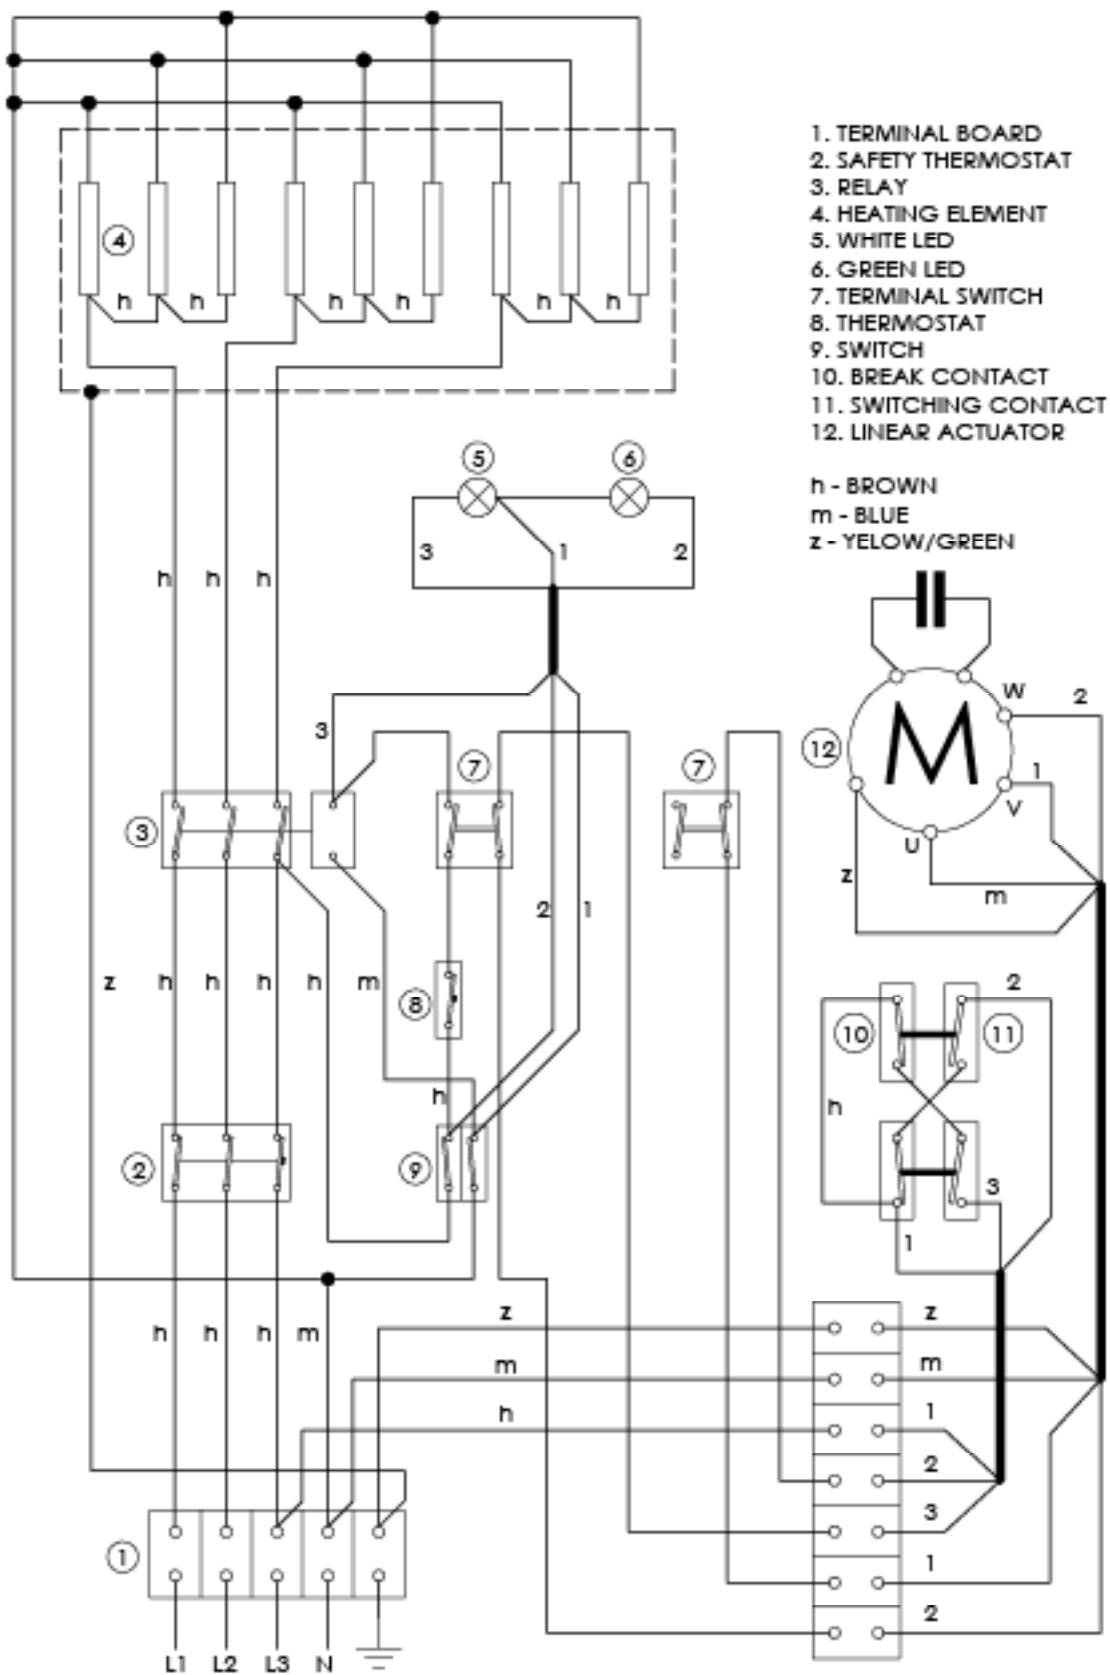 1. TERMINAL BOARD
2. SAFETY THERMOSTAT
3. RELAY
4. HEATING ELEMENT
5. WHITE LED
6. GREEN LED
7. TERMINAL SWITCH
8. THERMOSTAT
9. SWITCH
10. BREAK CONTACT
11. SWITCHING CONTACT
12. LINEAR ACTUATOR
h - BROWN
m - BLUE
z - YELOW/GREEN
4
h h h h h h
5 6
3 1 2
h h h
W 2
3 7 7 12 M 1
V
3
U
z
m
2 1
z h h h h m
8
2
10 11
h
h
2 9
3
1
h h h m
z z
m m
h 1
2
3
1
1
2
L1 L2 L3 N